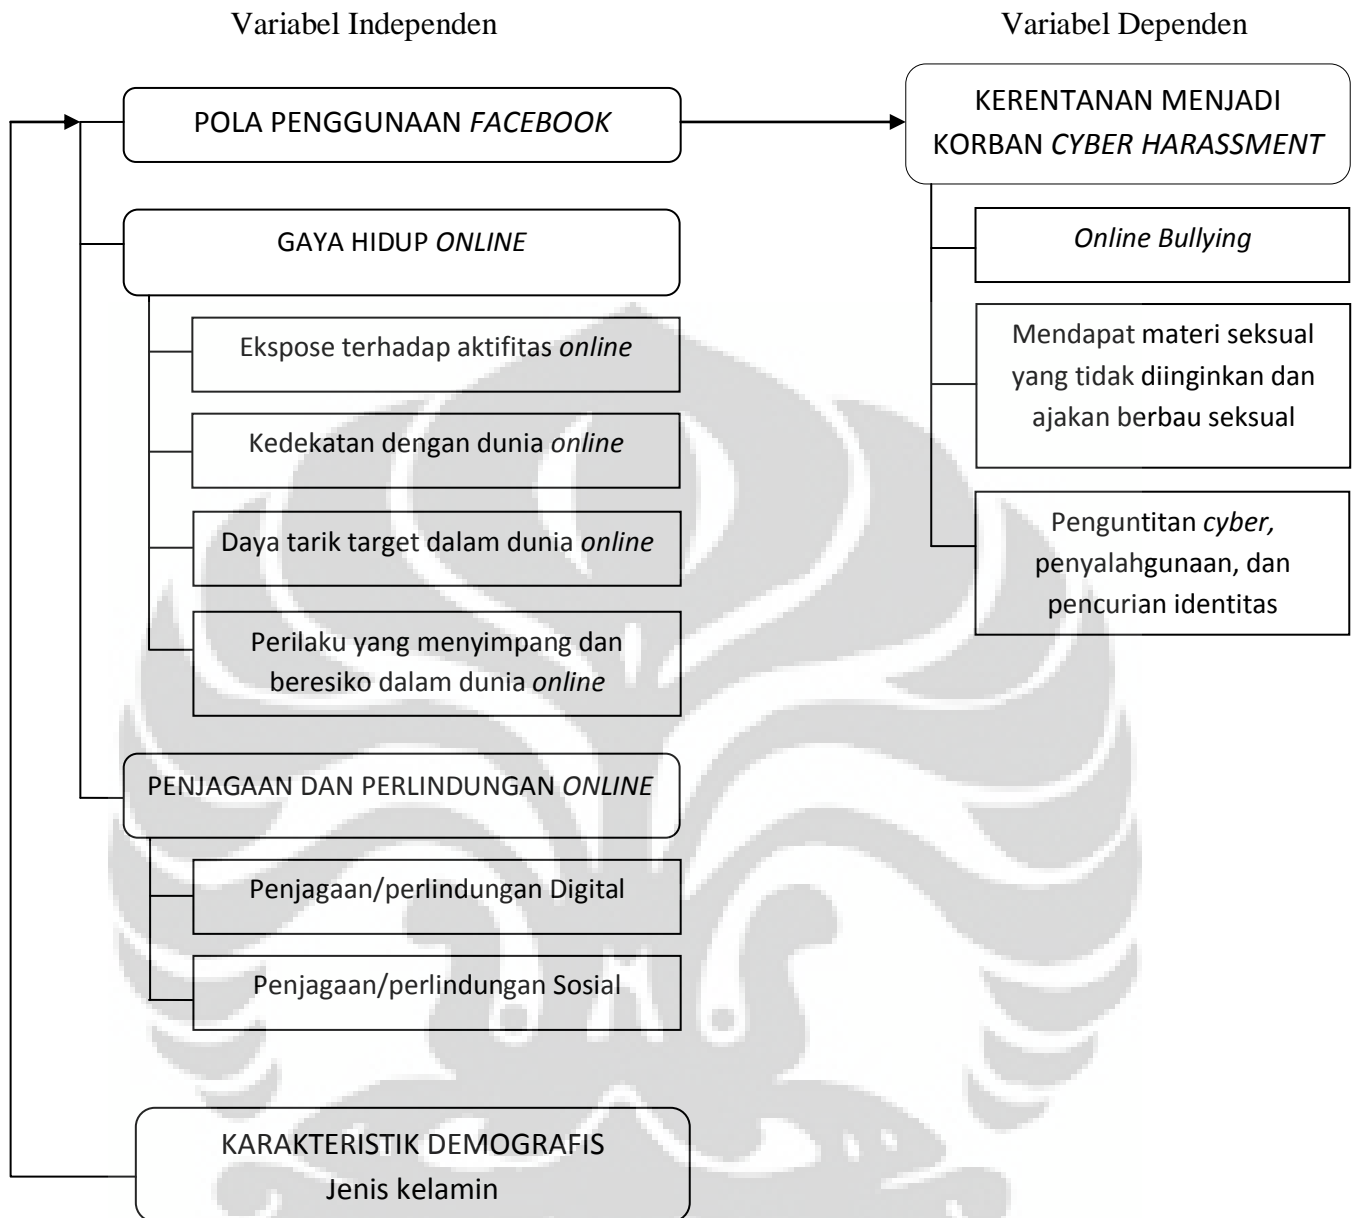 Variabel Independen
Variabel Dependen
POLA PENGGUNAAN FACEBOOK
KERENTANAN MENJADI
KORBAN CYBER HARASSMENT
GAYA HIDUP ONLINE
Online Bullying
Ekspose terhadap aktifitas online
Mendapat materi seksual
yang tidak diinginkan dan
ajakan berbau seksual
Kedekatan dengan dunia online
Daya tarik target dalam dunia online
Penguntitan cyber,
penyalahgunaan, dan
pencurian identitas
Perilaku yang menyimpang dan
beresiko dalam dunia online
PENJAGAAN DAN PERLINDUNGAN ONLINE
Penjagaan/perlindungan Digital
Penjagaan/perlindungan Sosial
KARAKTERISTIK DEMOGRAFIS
Jenis kelamin